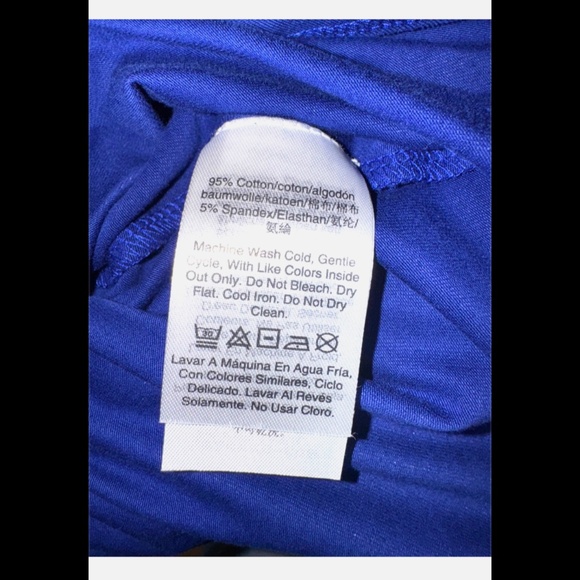 95% Cotton/coton/algodón
baumwolle/katoen/棉布/棉布
5% Spandex/Elasthan/氨纶/
氨綸
Machine Wash Cold, Gentle
Cycle, With Like Colors Inside
Out Only. Do Not Bleach. Dry
Flat. Cool Iron. Do Not Dry
Clean.
Lavar A Máquina En Agua Fría,
Con Colores Similares, Ciclo
Delicado. Lavar Al Revés
Solamente. No Usar Cloro.